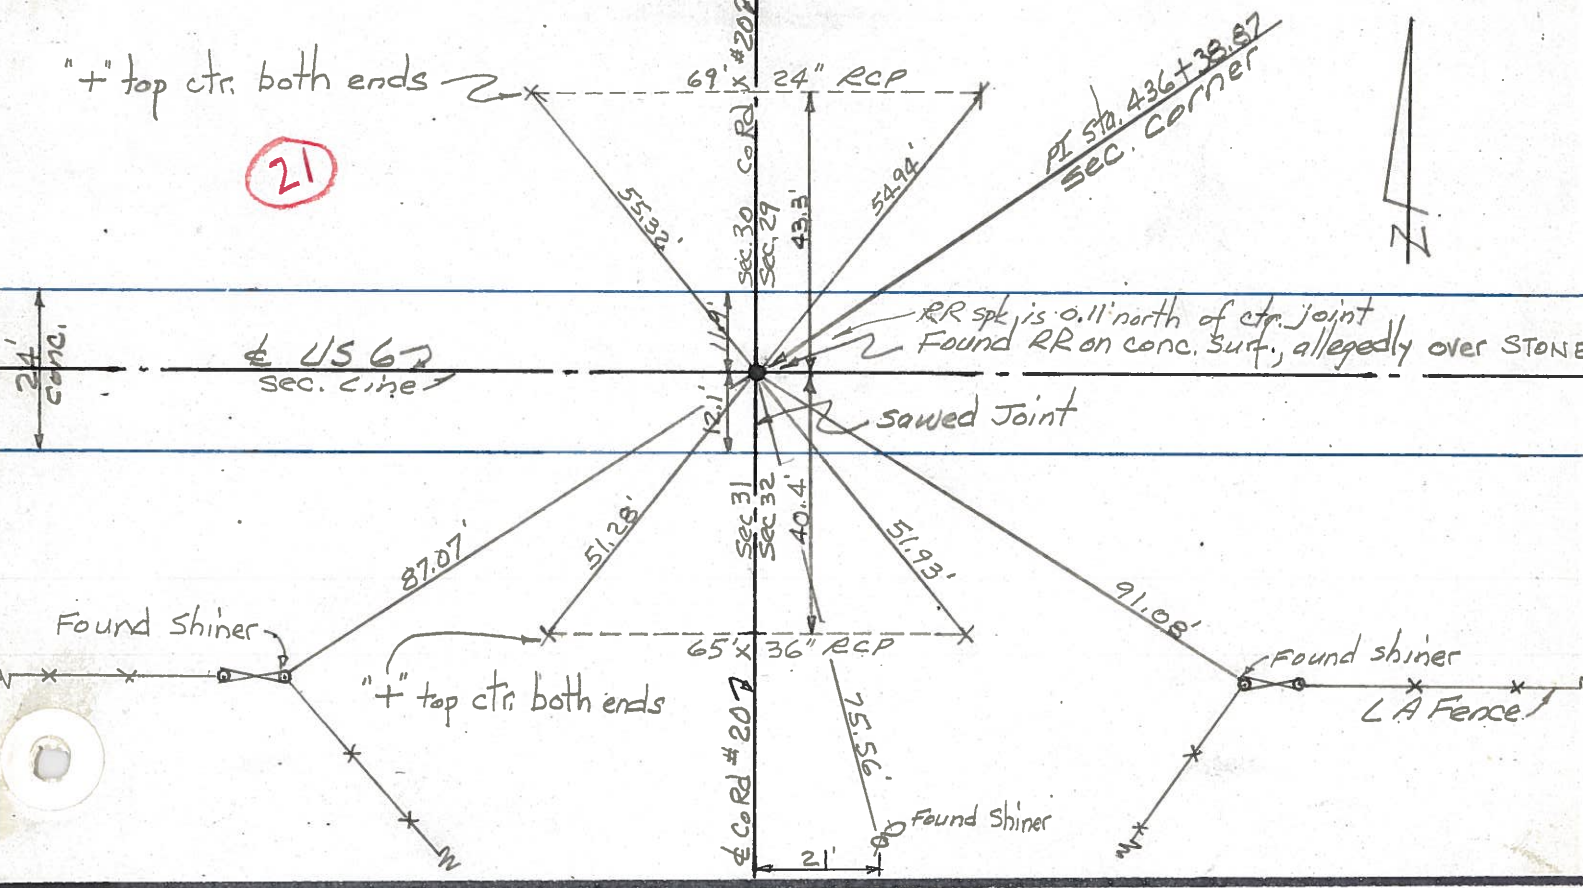 "+" top ctr. both ends
69' x 24" RCP
Co Rd #20
PI Sta. 436+38.87
sec. corner
21
55.32'
Sec. 30
Sec. 29
43.3'
54.94'
N
24'
conc.
℄ US 6
Sec. Line
11.9'
12.1'
RR spk is 0.11' north of ctr. joint
Found RR on conc. surf., allegedly over STONE
sawed Joint
Sec 31
Sec 32
40.4'
87.07'
51.28'
51.93'
91.08'
Found Shiner
"+" top ctr. both ends
65' x 36" RCP
Found shiner
LA Fence
℄ Co Rd #207
75.56'
Found Shiner
21'